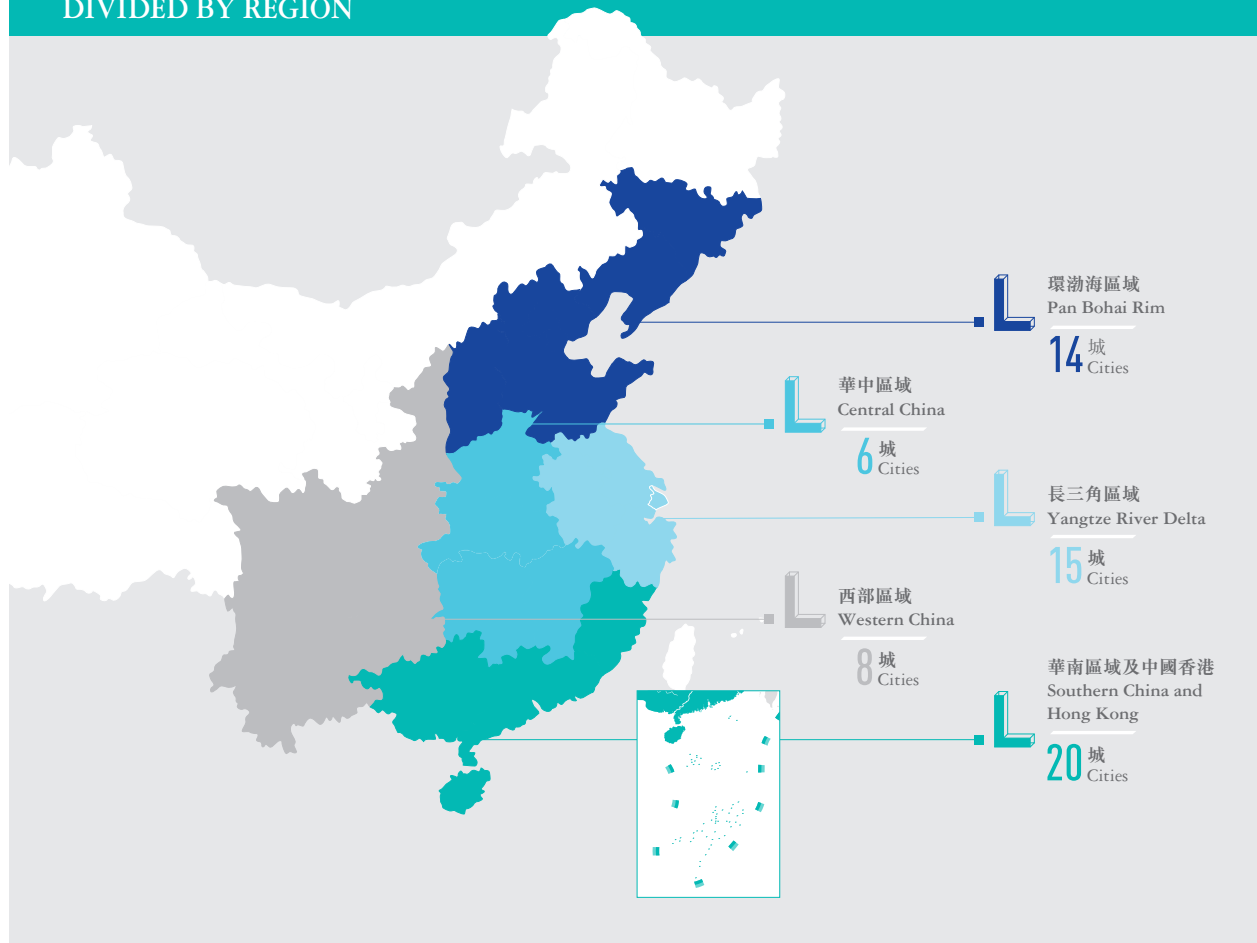 DIVIDED BY REGION
環渤海區域
Pan Bohai Rim
14 城
Cities
華中區域
Central China
6 城
Cities
長三角區域
Yangtze River Delta
15 城
Cities
西部區域
Western China
8 城
Cities
華南區域及中國香港
Southern China and
Hong Kong
20 城
Cities